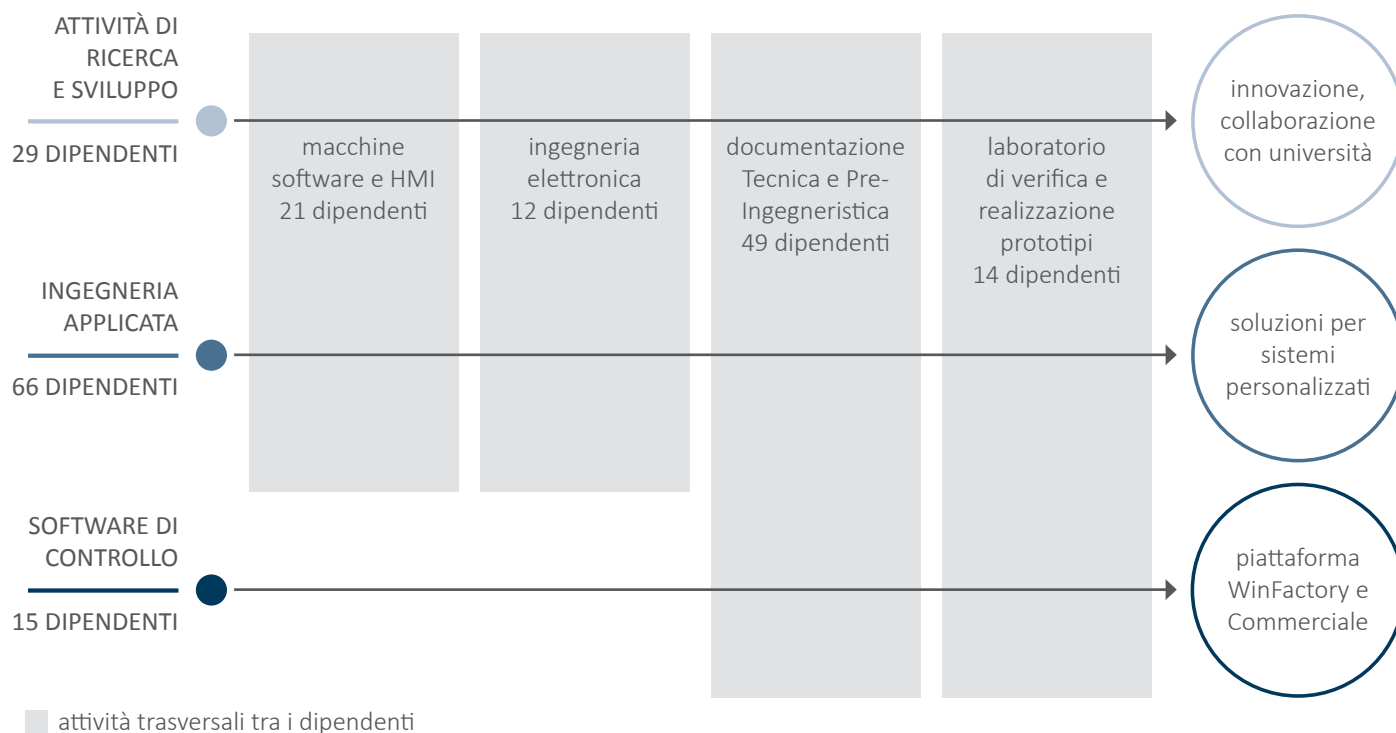 ATTIVITÀ DI
RICERCA
E SVILUPPO
29 DIPENDENTI
macchine
software e HMI
21 dipendenti
ingegneria
elettronica
12 dipendenti
documentazione
Tecnica e Pre-
Ingegneristica
49 dipendenti
laboratorio
di verifica e
realizzazione
prototipi
14 dipendenti
innovazione,
collaborazione
con università
INGEGNERIA
APPLICATA
66 DIPENDENTI
soluzioni per
sistemi
personalizzati
SOFTWARE DI
CONTROLLO
15 DIPENDENTI
piattaforma
WinFactory e
Commerciale
attività trasversali tra i dipendenti